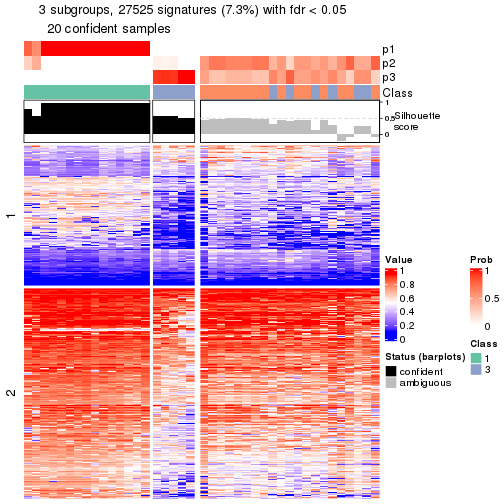 3 subgroups, 27525 signatures (7.3%) with fdr < 0.05
20 confident samples
p1
p2
p3
Class
1
0.5
0
Silhouette
score
1
2
Value
1
0.8
0.6
0.4
0.2
0
Prob
1
0.5
0
Status (barplots)
confident
ambiguous
Class
1
3